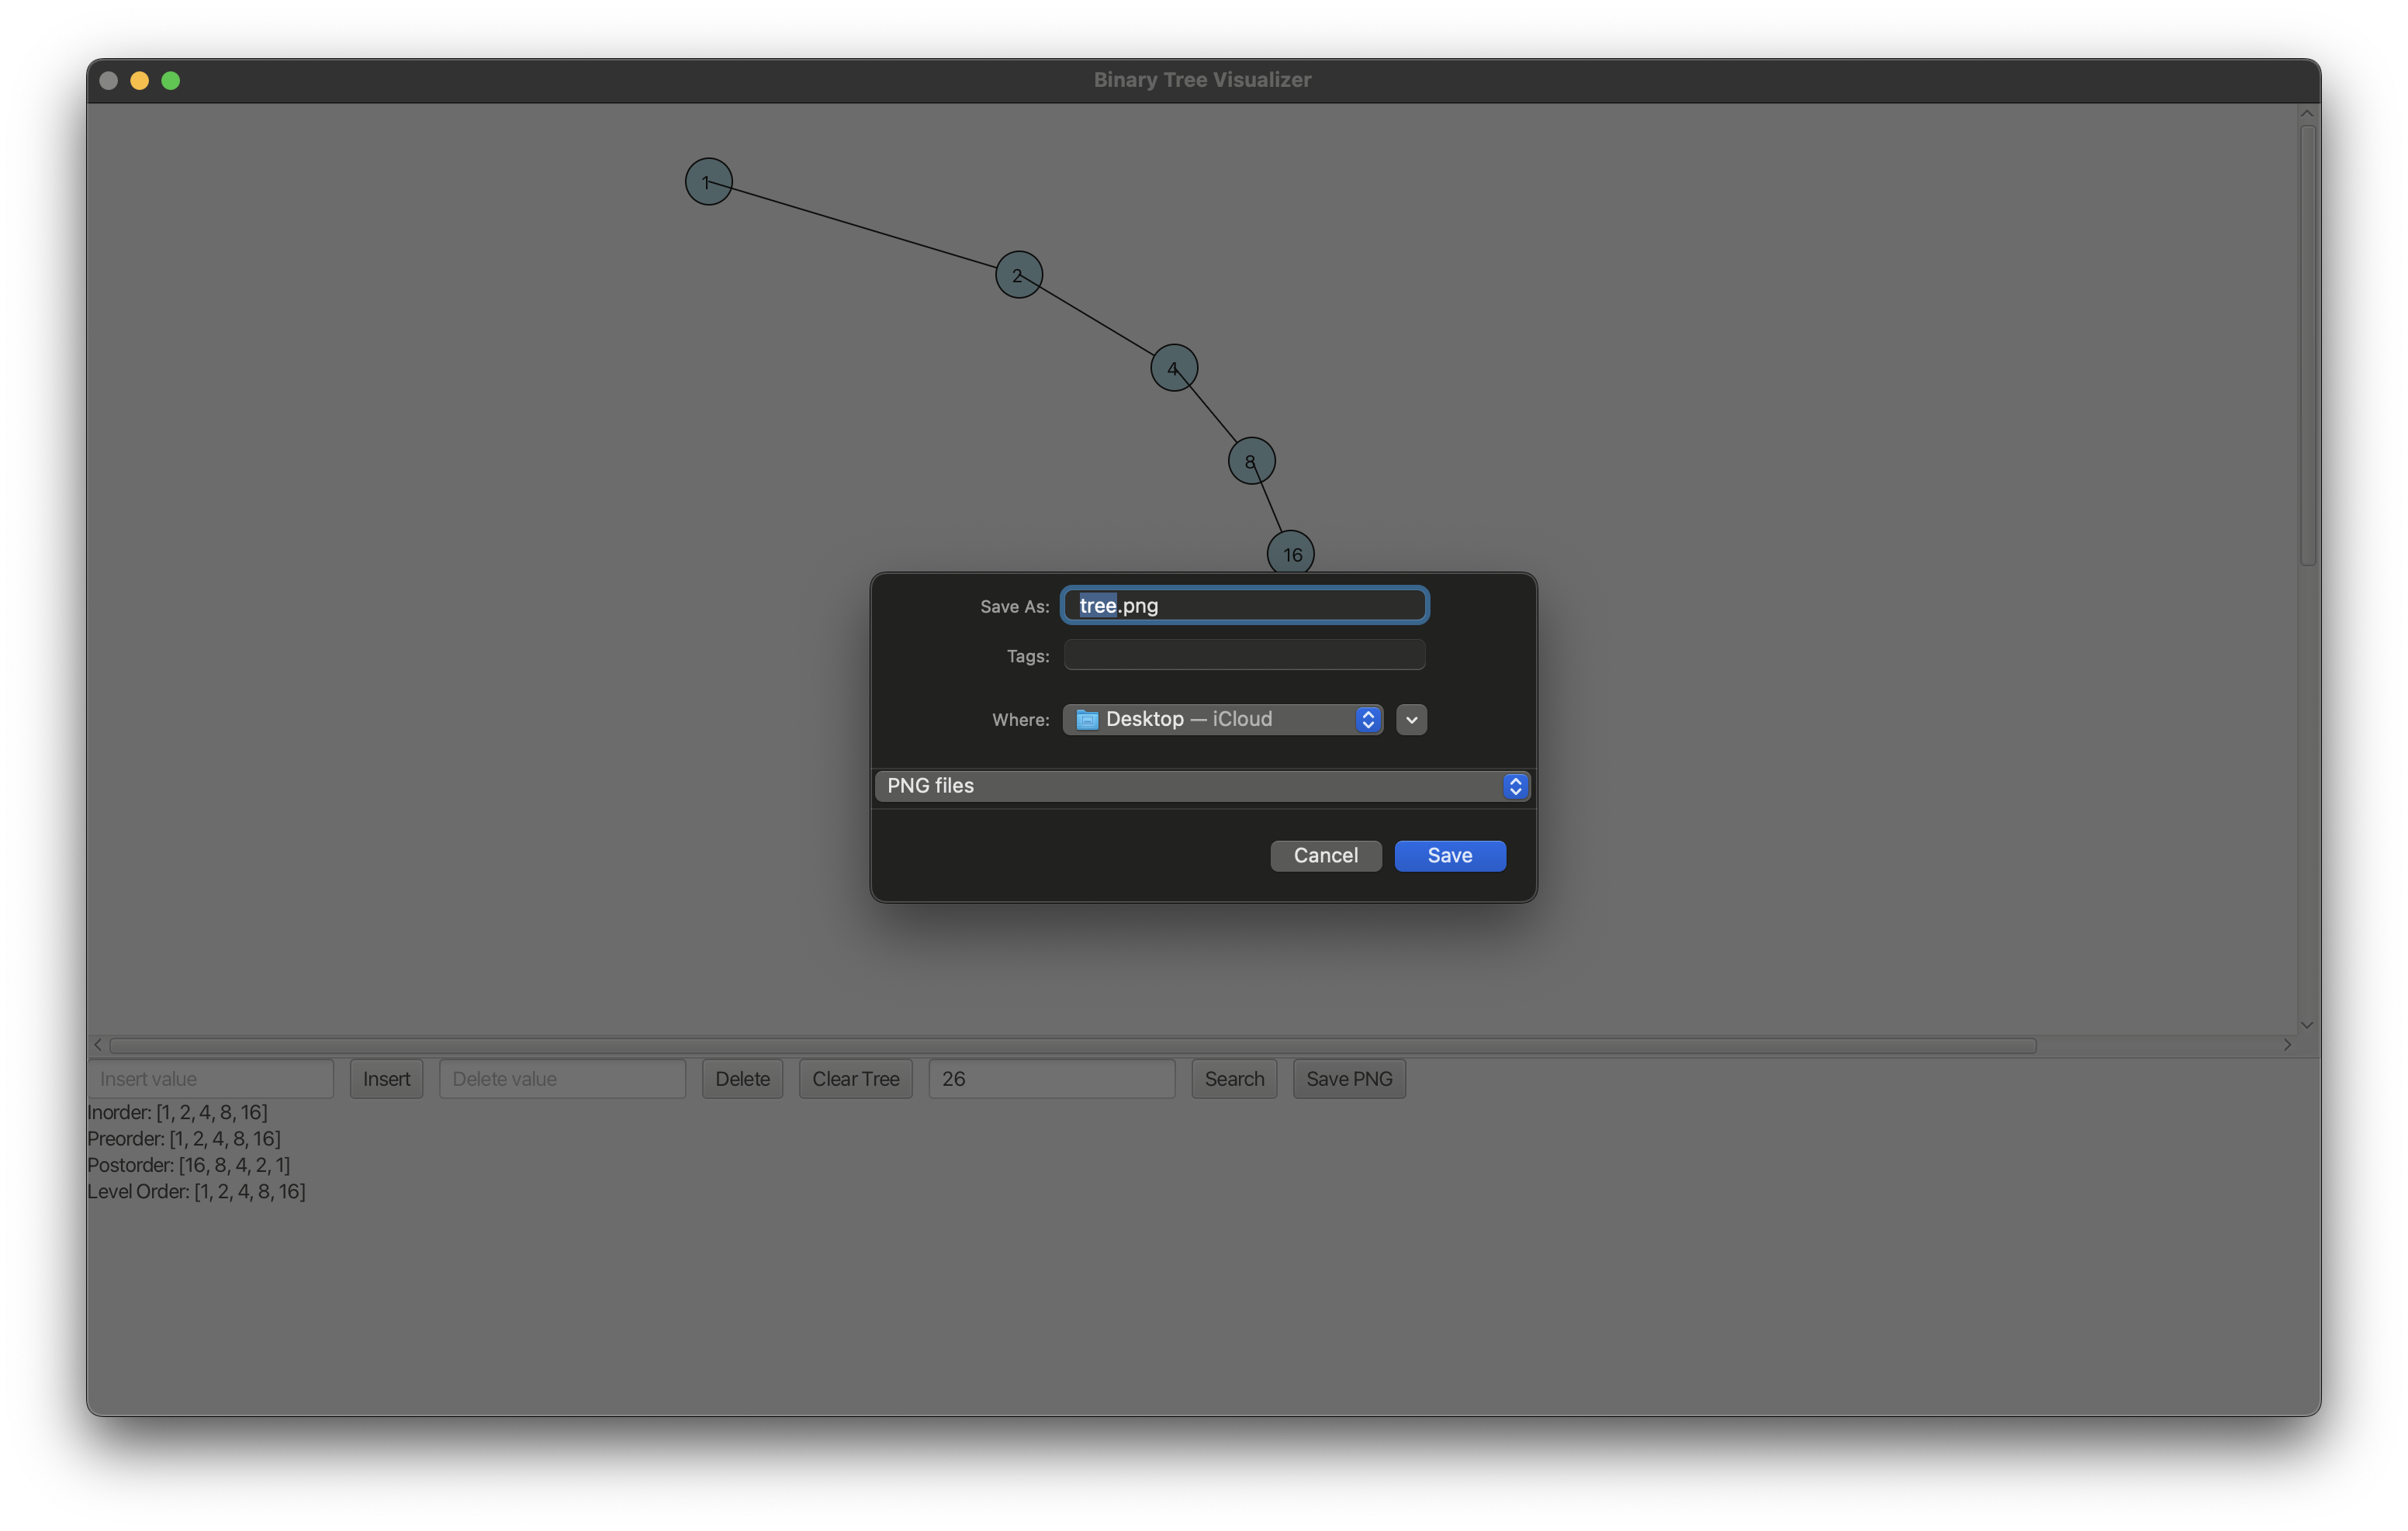 Binary Tree Visualizer
1
2
4
8
16
Save As: tree.png
Tags:
Where: Desktop — iCloud
PNG files
Cancel Save
Insert value Insert Delete value Delete Clear Tree 26 Search Save PNG
Inorder: [1, 2, 4, 8, 16]
Preorder: [1, 2, 4, 8, 16]
Postorder: [16, 8, 4, 2, 1]
Level Order: [1, 2, 4, 8, 16]